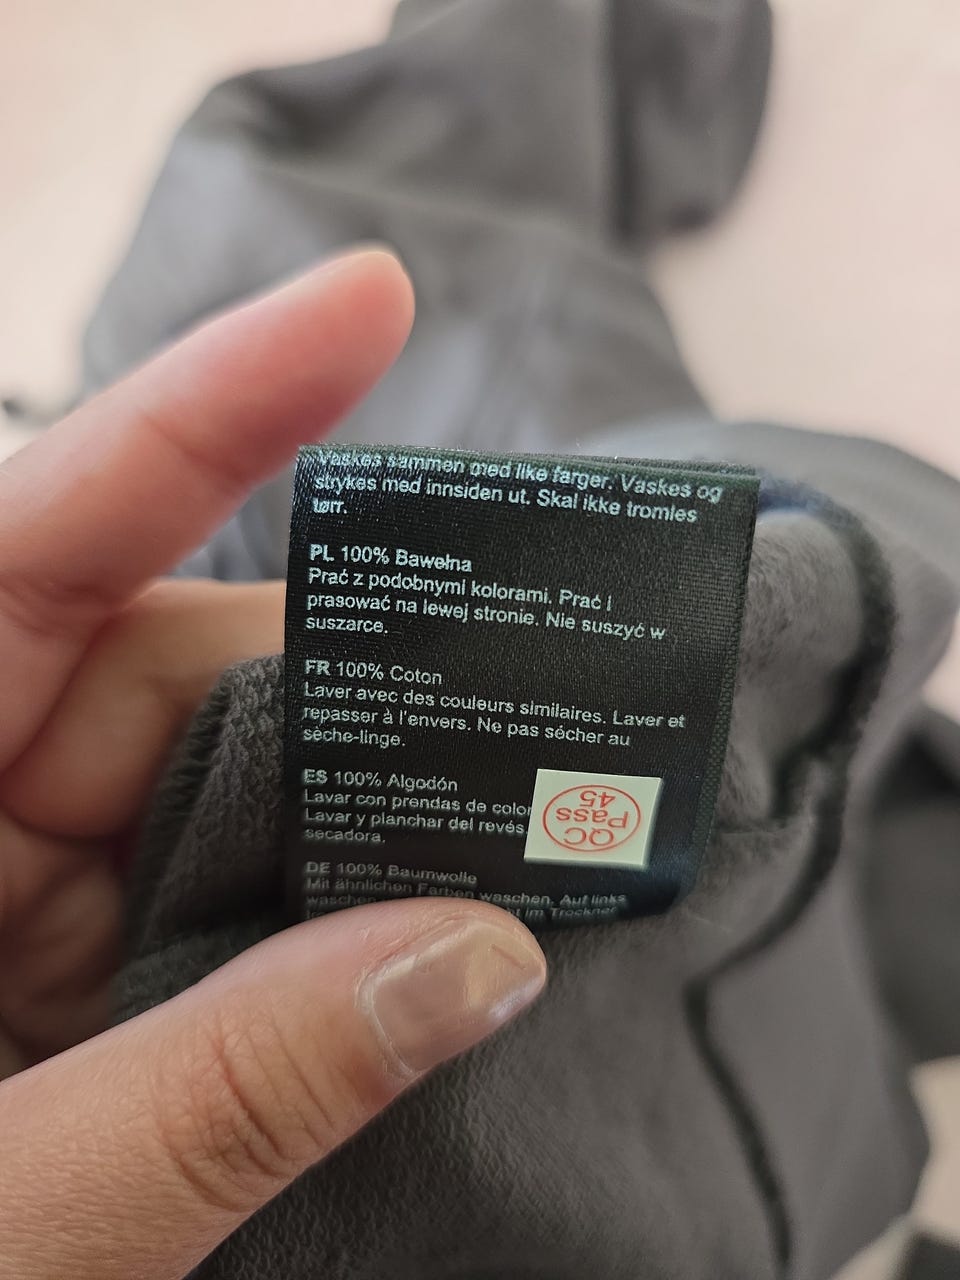 Vaskes sammen med like farger. Vaskes og
strykes med innsiden ut. Skal ikke tromles
tørr.
PL 100% Bawełna
Prać z podobnymi kolorami. Prać i
prasować na lewej stronie. Nie suszyć w
suszarce.
FR 100% Coton
Laver avec des couleurs similaires. Laver et
repasser à l'envers. Ne pas sécher au
sèche-linge.
ES 100% Algodón
Lavar con prendas de color
Lavar y planchar del revés.
secadora.
QC
Pass
45
DE 100% Baumwolle
Mit ähnlichen Farben waschen. Auf links
waschen im Trockner